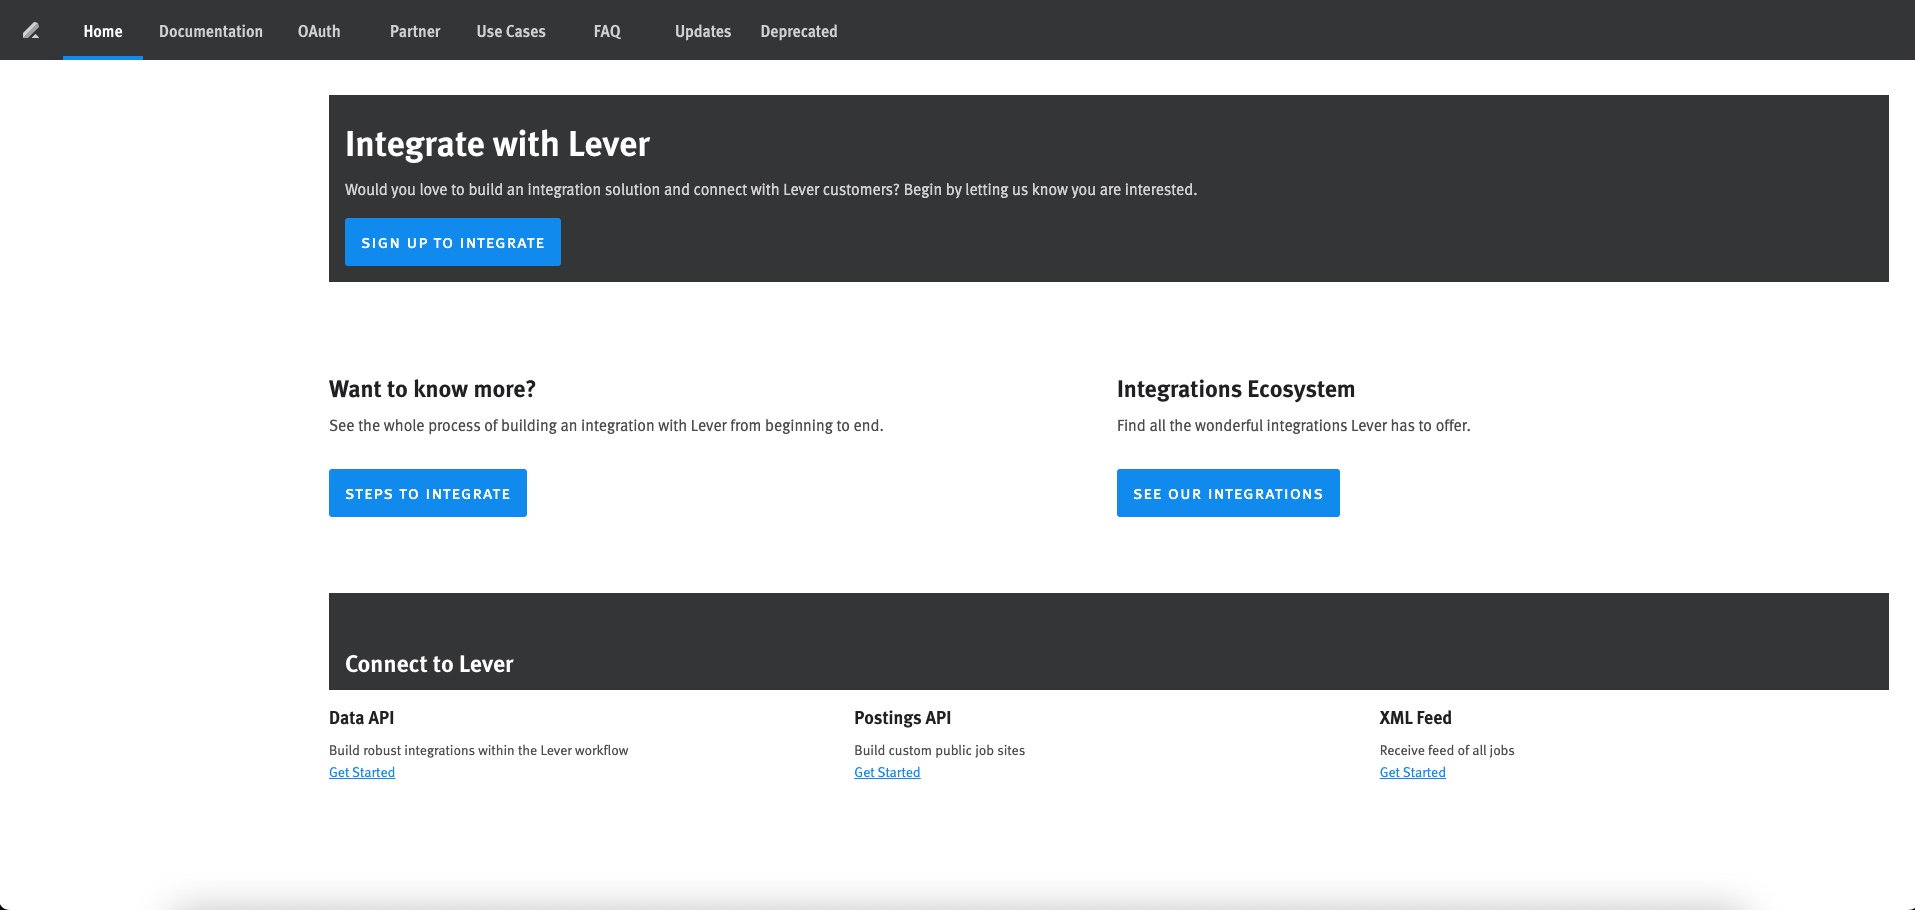 Home Documentation OAuth Partner Use Cases FAQ Updates Deprecated
Integrate with Lever
Would you love to build an integration solution and connect with Lever customers? Begin by letting us know you are interested.
SIGN UP TO INTEGRATE
Want to know more?
See the whole process of building an integration with Lever from beginning to end.
STEPS TO INTEGRATE
Integrations Ecosystem
Find all the wonderful integrations Lever has to offer.
SEE OUR INTEGRATIONS
Connect to Lever
Data API
Build robust integrations within the Lever workflow
Get Started
Postings API
Build custom public job sites
Get Started
XML Feed
Receive feed of all jobs
Get Started